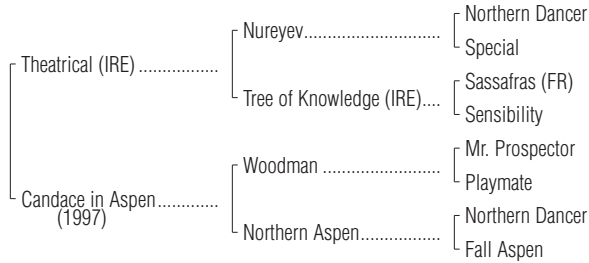 Northern Dancer
Nureyev
Special
Theatrical (IRE)
Sassafras (FR)
Tree of Knowledge (IRE)
Sensibility
Mr. Prospector
Woodman
Playmate
Candace in Aspen
(1997)
Northern Dancer
Northern Aspen
Fall Aspen